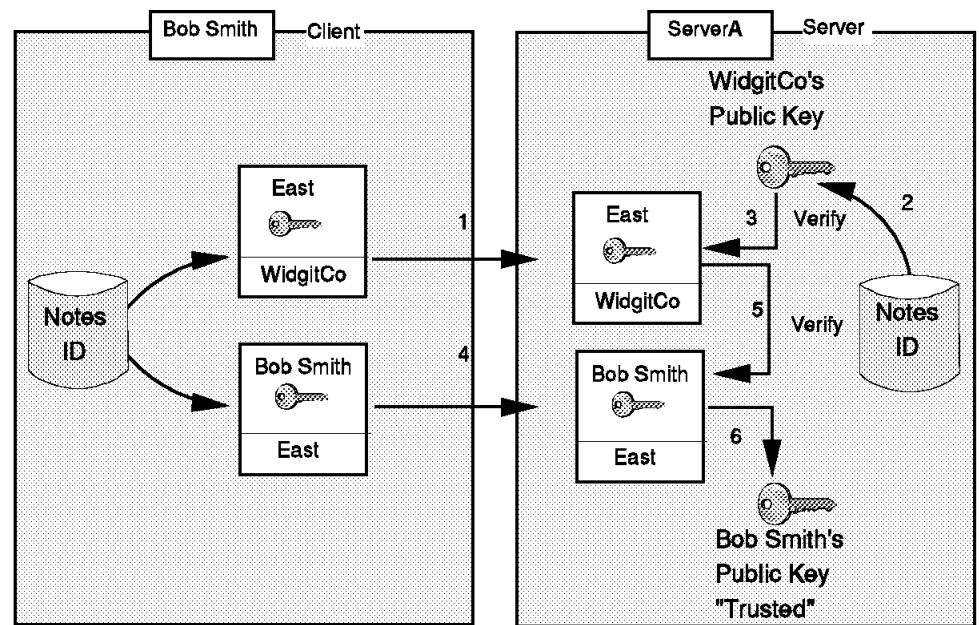 Bob Smith
Client
ServerA
Server
WidgitCo's
Public Key
East
WidgitCo
1
Notes
ID
Bob Smith
East
4
East
WidgitCo
3
Verify
2
5
Verify
Notes
ID
Bob Smith
East
6
Bob Smith's
Public Key
"Trusted"